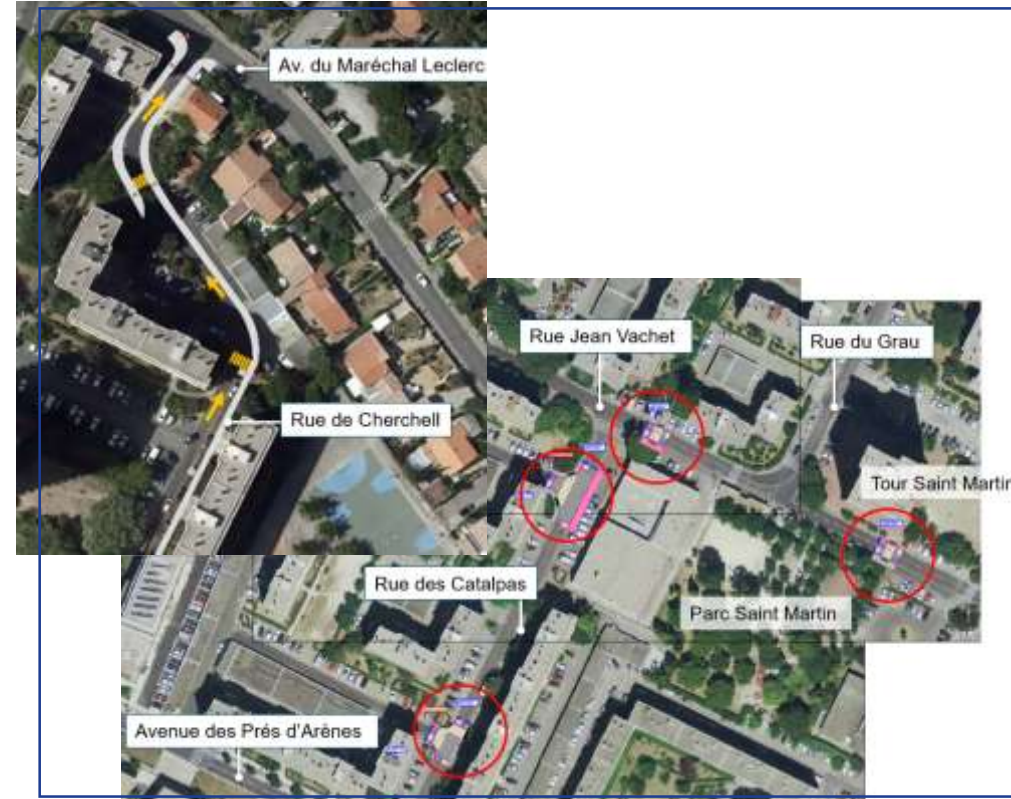 Av. du Maréchal Leclerc
Rue Jean Vachet
Rue du Grau
Rue de Cherchell
Tour Saint Martin
Rue des Catalpas
Parc Saint Martin
Avenue des Prés d'Arènes